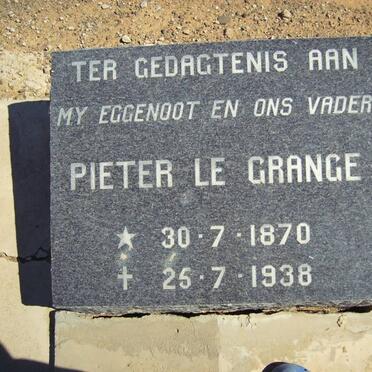 TER GEDAGTENIS AAN
MY EGGENOOT EN ONS VADER
PIETER LE GRANGE
★ 30·7·1870
✝ 25·7·1938